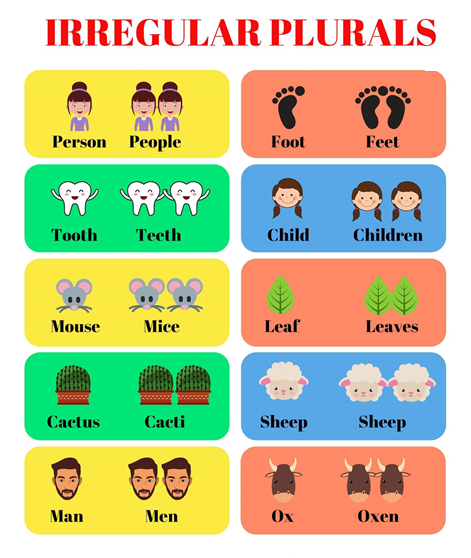 IRREGULAR PLURALS
Person People
Foot Feet
Tooth Teeth
Child Children
Mouse Mice
Leaf Leaves
Cactus Cacti
Sheep Sheep
Man Men
Ox Oxen